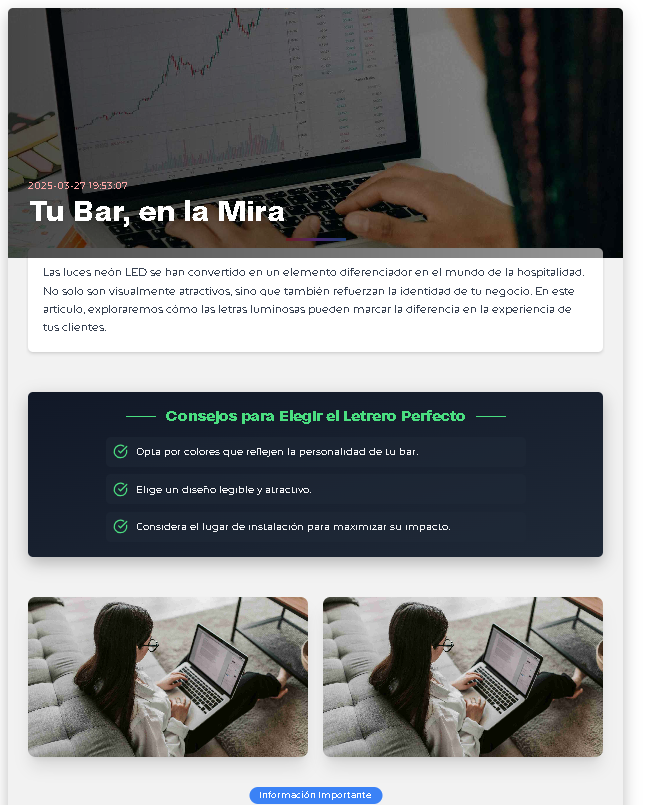 2025-03-27 19:53:07
Tu Bar, en la Mira
Las luces neón LED se han convertido en un elemento diferenciador en el mundo de la hospitalidad.
No solo son visualmente atractivos, sino que también refuerzan la identidad de tu negocio. En este
artículo, exploraremos cómo las letras luminosas pueden marcar la diferencia en la experiencia de
tus clientes.
Consejos para Elegir el Letrero Perfecto
Opta por colores que reflejen la personalidad de tu bar.
Elige un diseño legible y atractivo.
Considera el lugar de instalación para maximizar su impacto.
Información Importante